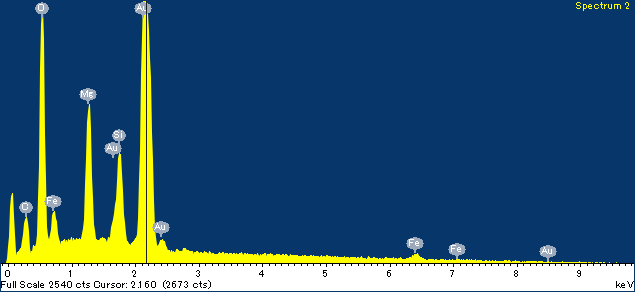 Spectrum 2
O
Au
Mg
Si
Au
Fe
O
Au
Fe
Fe
Au
0 1 2 3 4 5 6 7 8 9
Full Scale 2540 cts Cursor: 2.160 (2673 cts) keV